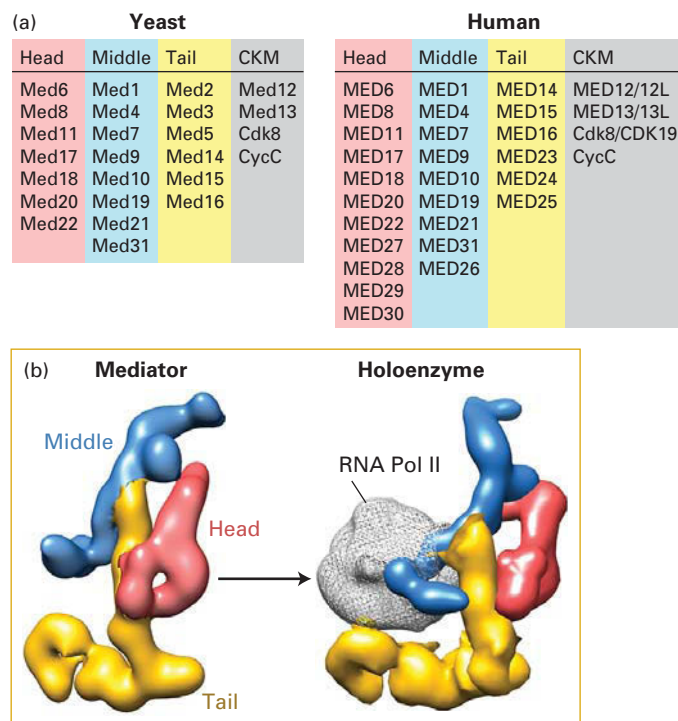 (a) Yeast Human
Head Middle Tail CKM Head Middle Tail CKM
Med6 Med1 Med2 Med12 MED6 MED1 MED14 MED12/12L
Med8 Med4 Med3 Med13 MED8 MED4 MED15 MED13/13L
Med11 Med7 Med5 Cdk8 MED11 MED7 MED16 Cdk8/CDK19
Med17 Med9 Med14 CycC MED17 MED9 MED23 CycC
Med18 Med10 Med15 MED18 MED10 MED24
Med20 Med19 Med16 MED20 MED19 MED25
Med22 Med21 MED22 MED21
Med31 MED27 MED31
MED28 MED26
MED29
MED30
(b) Mediator Holoenzyme
Middle
RNA Pol II
Head
Tail